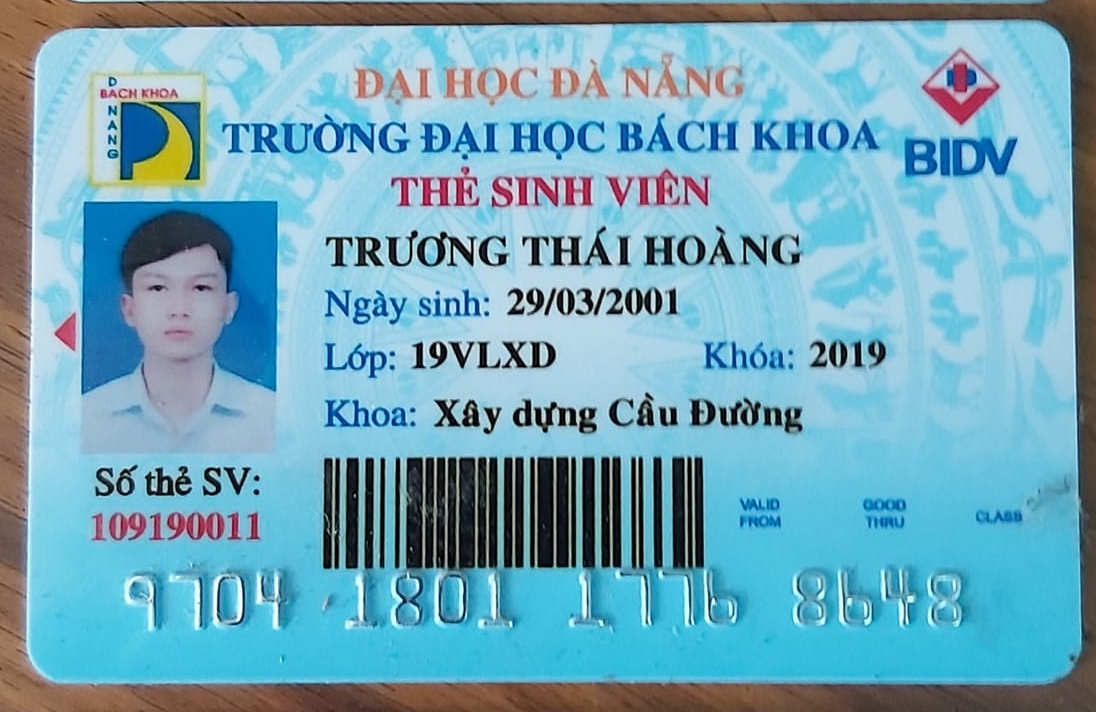 ĐẠI HỌC ĐÀ NẴNG
BÁCH KHOA
DANANG
TRƯỜNG ĐẠI HỌC BÁCH KHOA
BIDV
THẺ SINH VIÊN
TRƯƠNG THÁI HOÀNG
Ngày sinh: 29/03/2001
Lớp: 19VLXD Khóa: 2019
Khoa: Xây dựng Cầu Đường
Số thẻ SV:
109190011
VALID FROM
GOOD THRU
CLASS
9704 1801 1776 8648